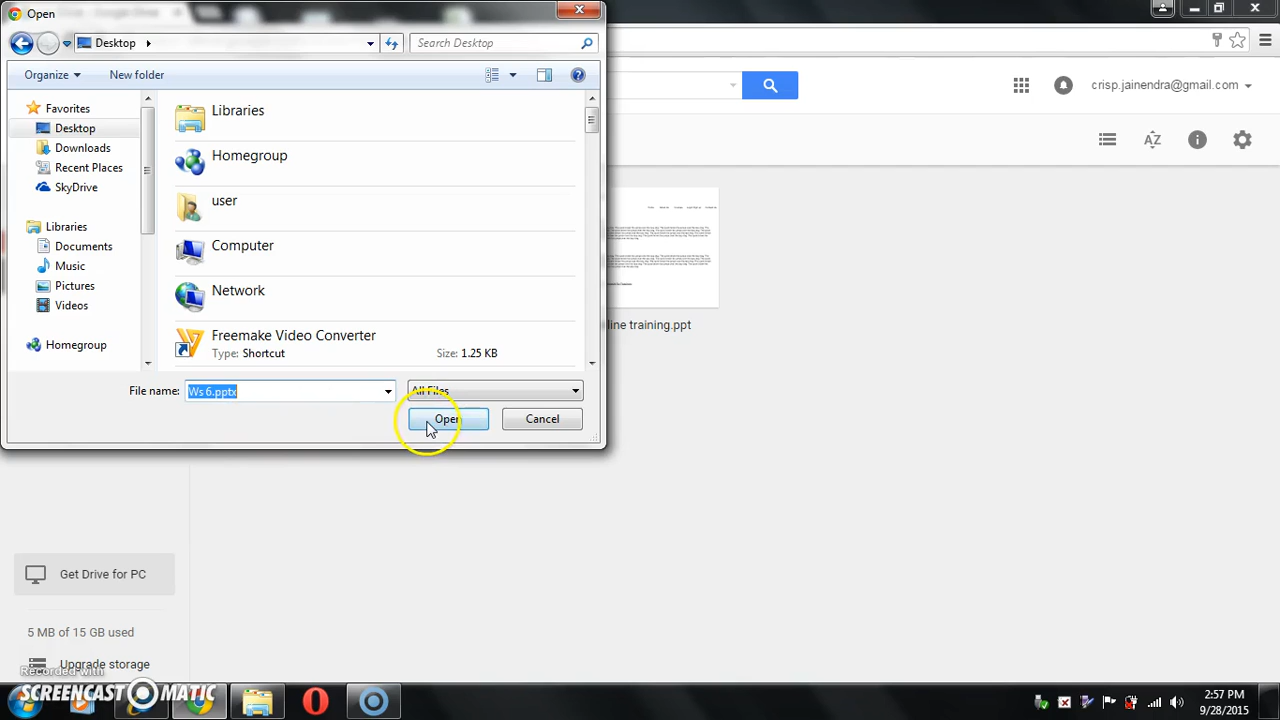 Open
Desktop
Search Desktop
Organize
New folder
Favorites
Desktop
Downloads
Recent Places
SkyDrive
Libraries
Documents
Music
Pictures
Videos
Homegroup
Libraries
Homegroup
user
Computer
Network
Freemake Video Converter
Type: Shortcut
Size: 1.25 KB
File name:
Ws 6.pptx
All Files
Open
Cancel
crisp.jainendra@gmail.com
AZ
line training.ppt
Get Drive for PC
5 MB of 15 GB used
Upgrade storage
Recorded with
SCREENCAST MATIC
2:57 PM
9/28/2015